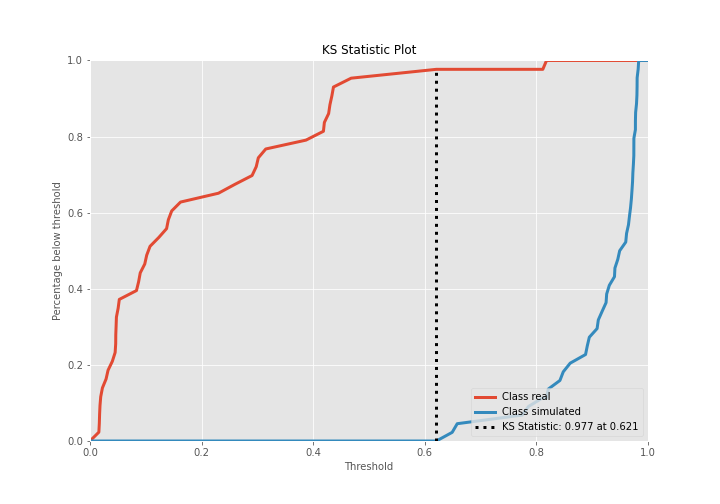 KS Statistic Plot
1.0
0.8
0.6
0.4
0.2
0.0
Percentage below threshold
0.0 0.2 0.4 0.6 0.8 1.0
Threshold
Class real
Class simulated
KS Statistic: 0.977 at 0.621